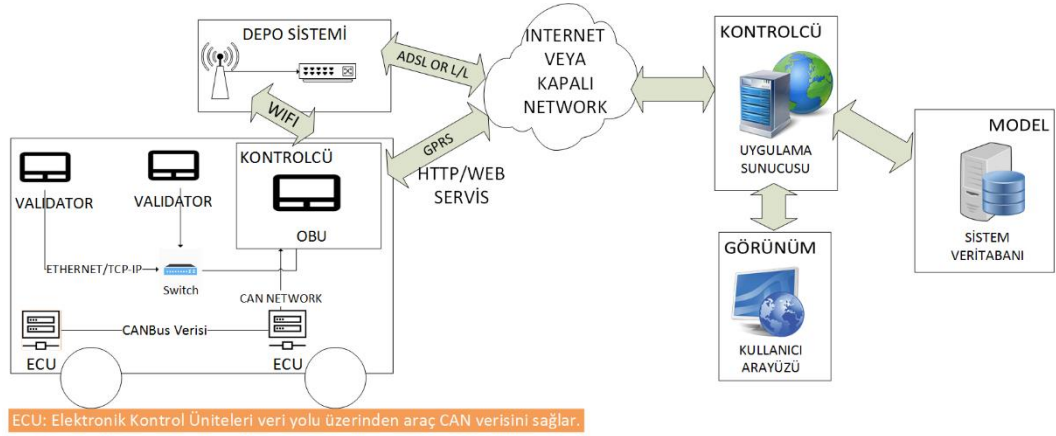 DEPO SİSTEMİ
ADSL OR L/L
WIFI
INTERNET
VEYA
KAPALI
NETWORK
GPRS
HTTP/WEB
SERVİS
KONTROLCÜ
UYGULAMA
SUNUCUSU
MODEL
SİSTEM
VERİTABANI
GÖRÜNÜM
KULLANICI
ARAYÜZÜ
VALIDATOR
VALIDATOR
KONTROLCÜ
OBU
ETHERNET/TCP-IP
Switch
CAN NETWORK
CANBus Verisi
ECU
ECU
ECU: Elektronik Kontrol Üniteleri veri yolu üzerinden araç CAN verisini sağlar.